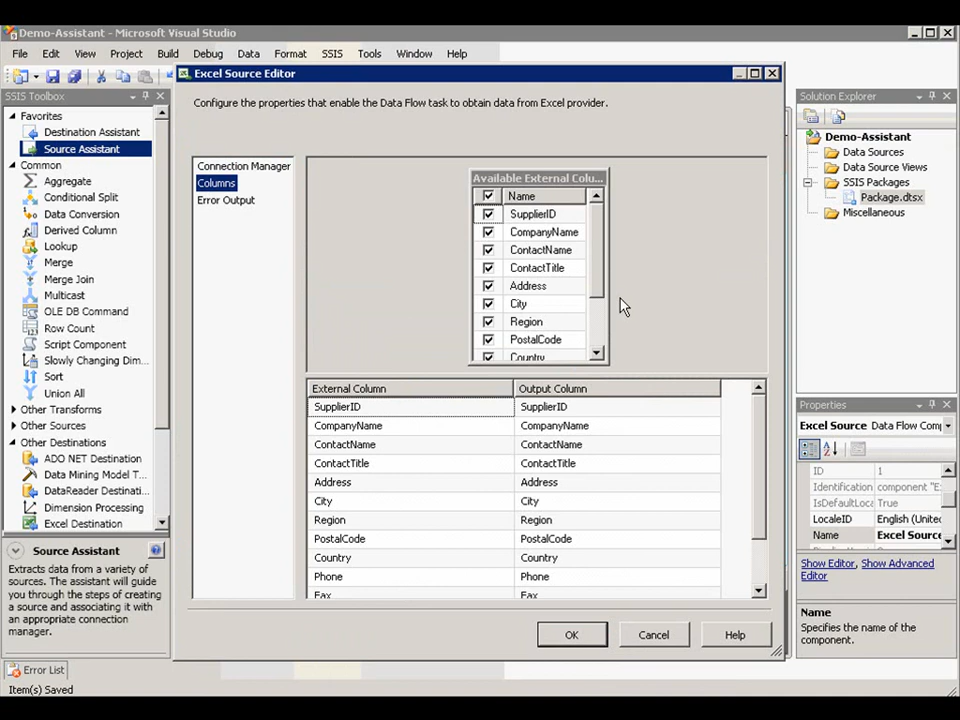 Demo-Assistant - Microsoft Visual Studio
File Edit View Project Build Debug Data Format SSIS Tools Window Help
SSIS Toolbox
Favorites
Destination Assistant
Source Assistant
Common
Aggregate
Conditional Split
Data Conversion
Derived Column
Lookup
Merge
Merge Join
Multicast
OLE DB Command
Row Count
Script Component
Slowly Changing Dim...
Sort
Union All
Other Transforms
Other Sources
Other Destinations
ADO NET Destination
Data Mining Model T...
DataReader Destinati...
Dimension Processing
Excel Destination
Source Assistant
Extracts data from a variety of
sources. The assistant will guide
you through the steps of creating
a source and associating it with
an appropriate connection
manager.
Error List
Item(s) Saved
Excel Source Editor
Configure the properties that enable the Data Flow task to obtain data from Excel provider.
Connection Manager
Columns
Error Output
Available External Colu...
Name
SupplierID
CompanyName
ContactName
ContactTitle
Address
City
Region
PostalCode
Country
External Column Output Column
SupplierID SupplierID
CompanyName CompanyName
ContactName ContactName
ContactTitle ContactTitle
Address Address
City City
Region Region
PostalCode PostalCode
Country Country
Phone Phone
Fax Fax
OK Cancel Help
Solution Explorer
Demo-Assistant
Data Sources
Data Source Views
SSIS Packages
Package.dtsx
Miscellaneous
Properties
Excel Source Data Flow Com
ID 1
Identification component "E
IsDefaultLoca True
LocaleID English (Unite
Name Excel Source
Show Editor, Show Advanced
Editor
Name
Specifies the name of the
component.